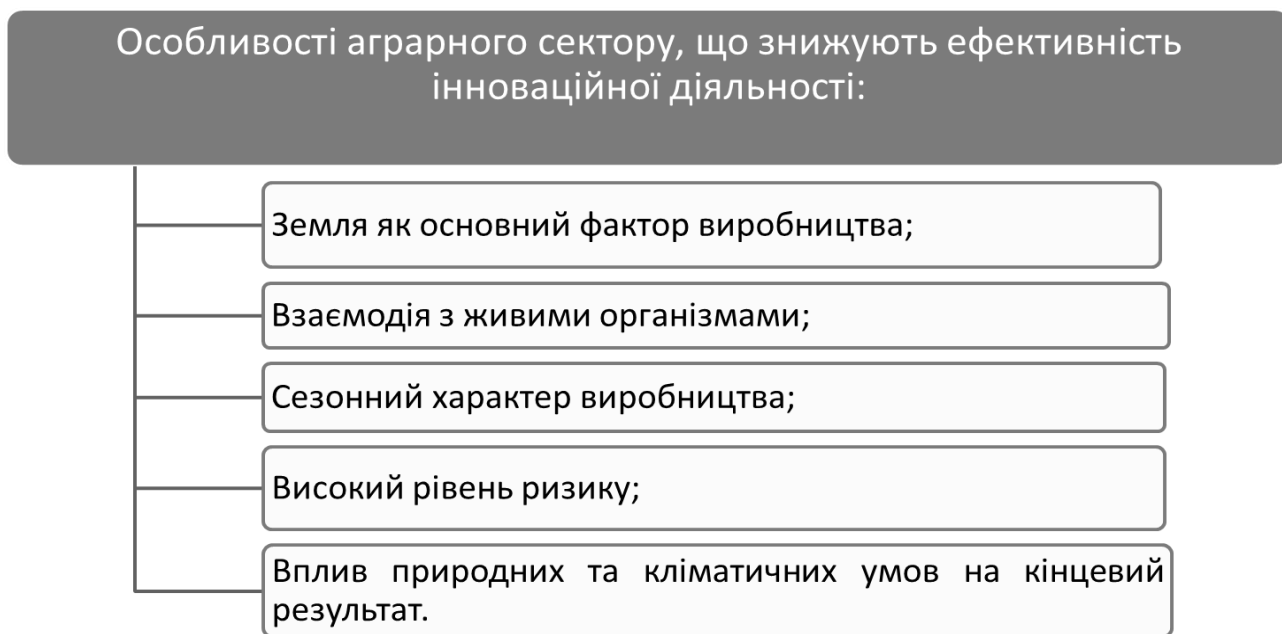 Особливості аграрного сектору, що знижують ефективність
інноваційної діяльності:
Земля як основний фактор виробництва;
Взаємодія з живими організмами;
Сезонний характер виробництва;
Високий рівень ризику;
Вплив природних та кліматичних умов на кінцевий
результат.